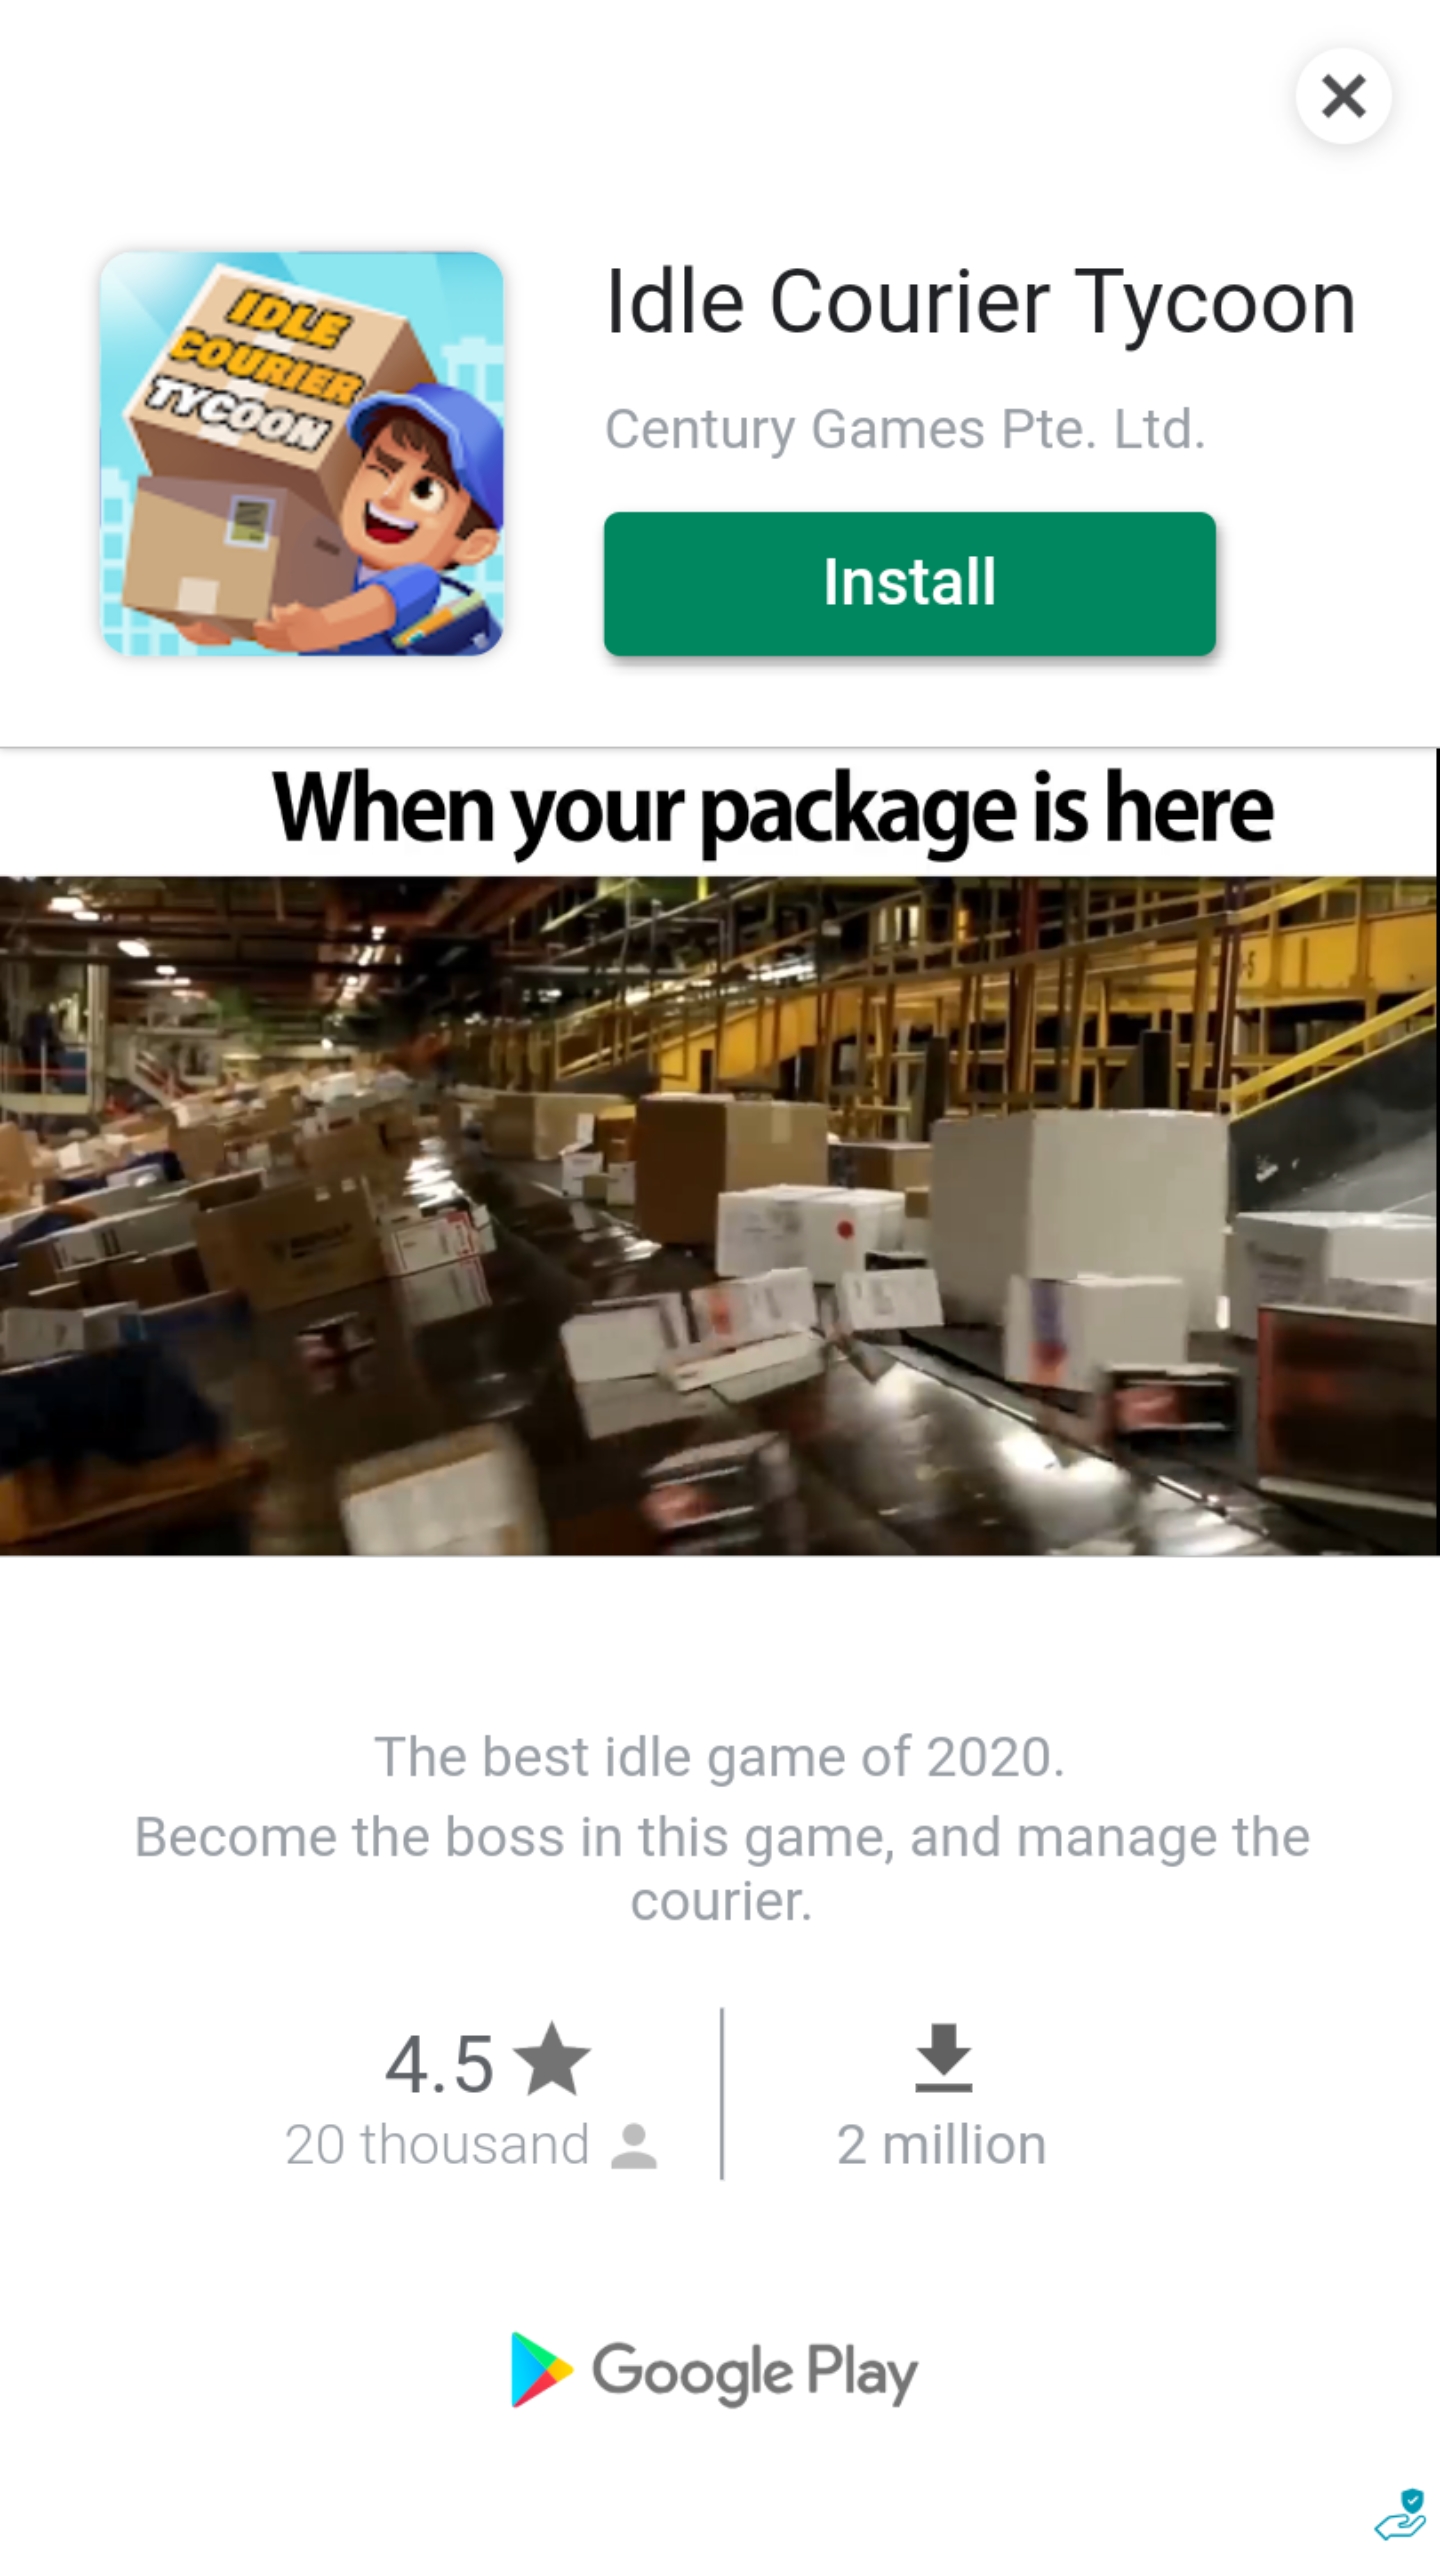 IDLE
COURIER
TYCOON
Idle Courier Tycoon
Century Games Pte. Ltd.
Install
When your package is here
The best idle game of 2020.
Become the boss in this game, and manage the
courier.
4.5
20 thousand
2 million
Google Play